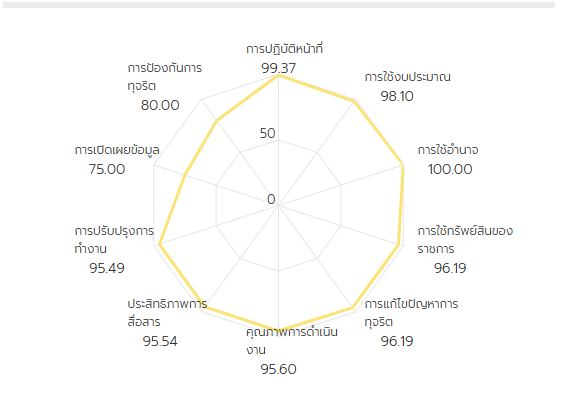 การปฏิบัติหน้าที่
99.37
การใช้งบประมาณ
98.10
การใช้อำนาจ
100.00
การใช้ทรัพย์สินของ
ราชการ
96.19
การแก้ไขปัญหาการ
ทุจริต
96.19
คุณภาพการดำเนิน
งาน
95.60
ประสิทธิภาพการ
สื่อสาร
95.54
การปรับปรุงการ
ทำงาน
95.49
การเปิดเผยข้อมูล
75.00
การป้องกันการ
ทุจริต
80.00
50
0